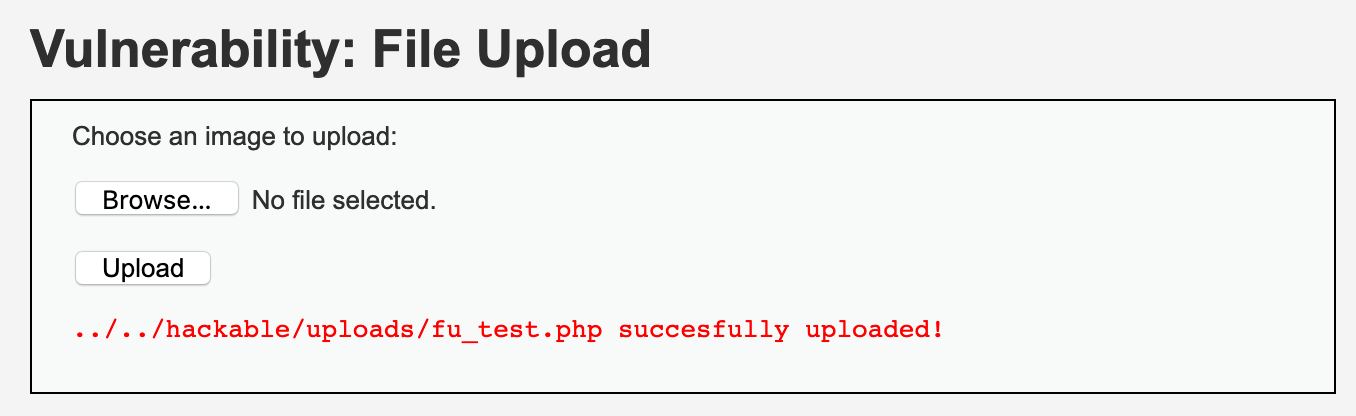 Vulnerability: File Upload
Choose an image to upload:
Browse... No file selected.
Upload
../../hackable/uploads/fu_test.php succesfully uploaded!